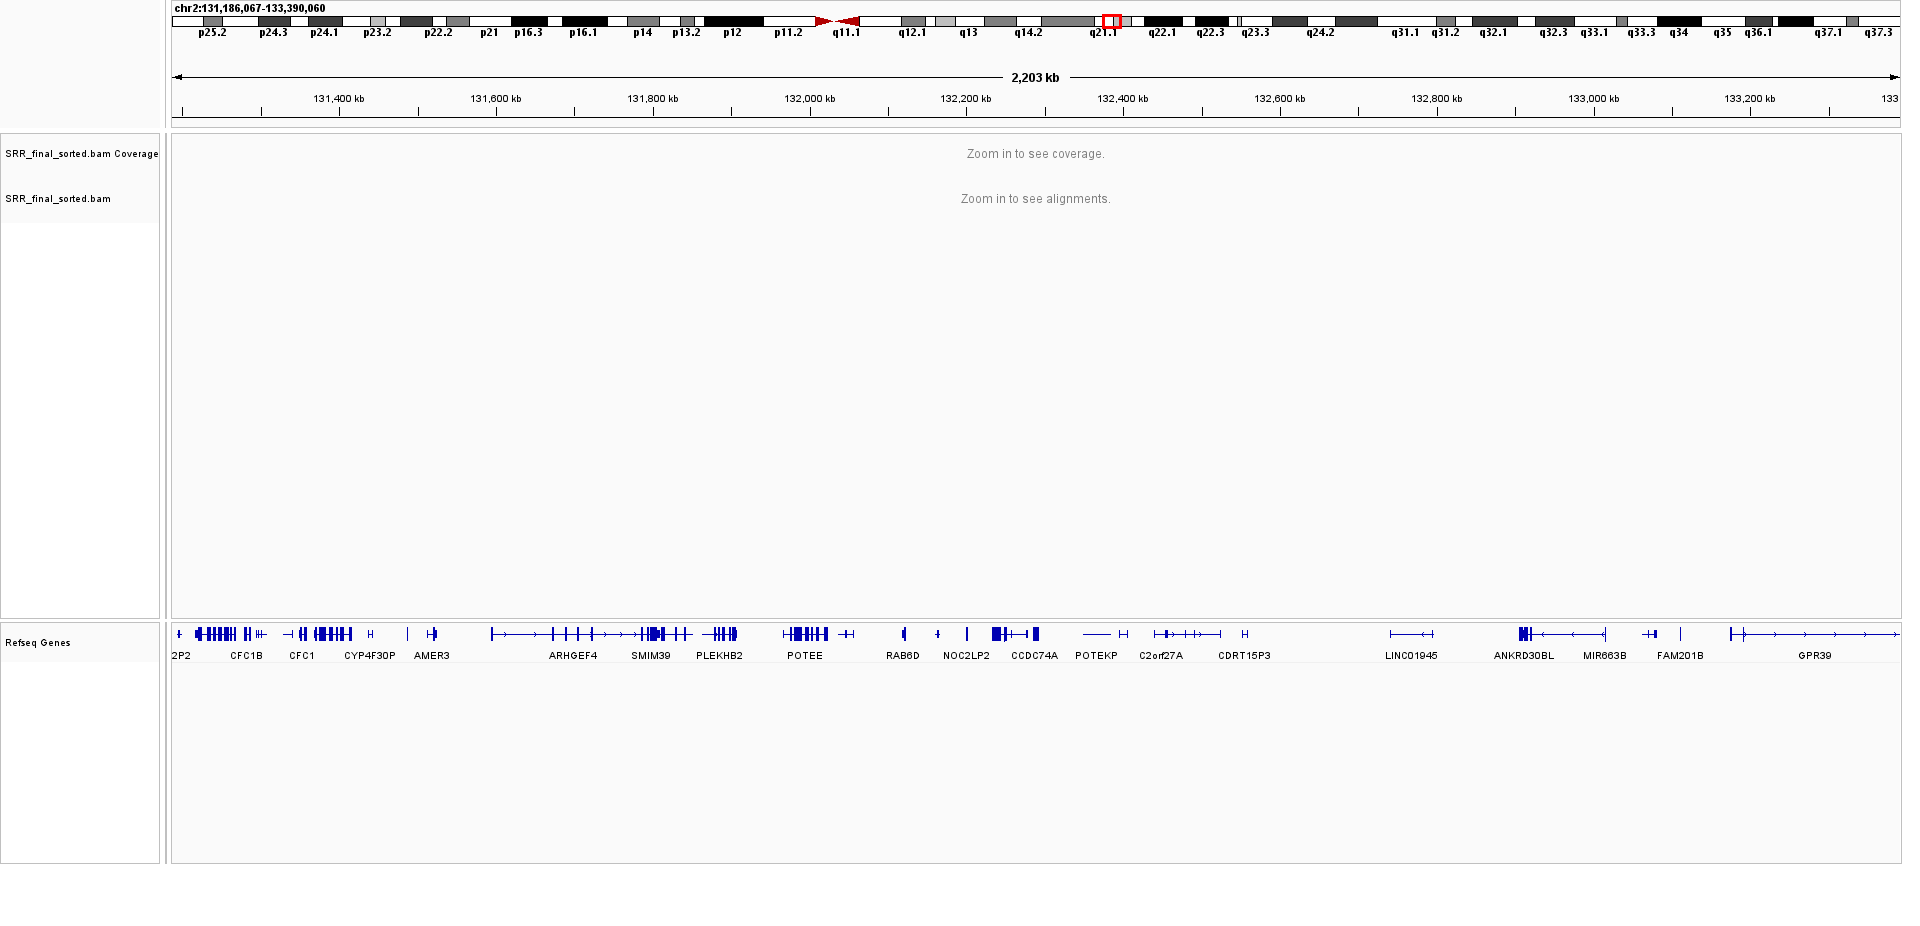 chr2:131,186,067-133,390,060
p25.2 p24.3 p24.1 p23.2 p22.2 p21 p16.3 p16.1 p14 p13.2 p12 p11.2 q11.1 q12.1 q13 q14.2 q21.1 q22.1 q22.3 q23.3 q24.2 q31.1 q31.2 q32.1 q32.3 q33.1 q33.3 q34 q35 q36.1 q37.1 q37.3
2,203 kb
131,400 kb 131,600 kb 131,800 kb 132,000 kb 132,200 kb 132,400 kb 132,600 kb 132,800 kb 133,000 kb 133,200 kb 133
SRR_final_sorted.bam Coverage
Zoom in to see coverage.
SRR_final_sorted.bam
Zoom in to see alignments.
Refseq Genes
2P2 CFC1B CFC1 CYP4F30P AMER3 ARHGEF4 SMIM39 PLEKHB2 POTEE RAB6D NOC2LP2 CCDC74A POTEKP C2orf27A CDRT15P3 LINC01945 ANKRD30BL MIR663B FAM201B GPR39